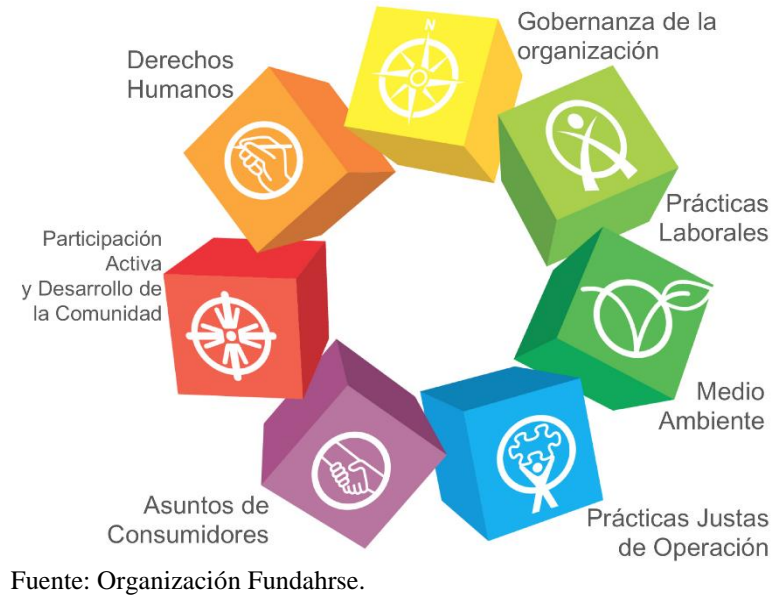 N
Gobernanza de la
organización
Derechos
Humanos
Prácticas
Laborales
Participación
Activa
y Desarrollo de
la Comunidad
Medio
Ambiente
Asuntos de
Consumidores
Prácticas Justas
de Operación
Fuente: Organización Fundahrse.